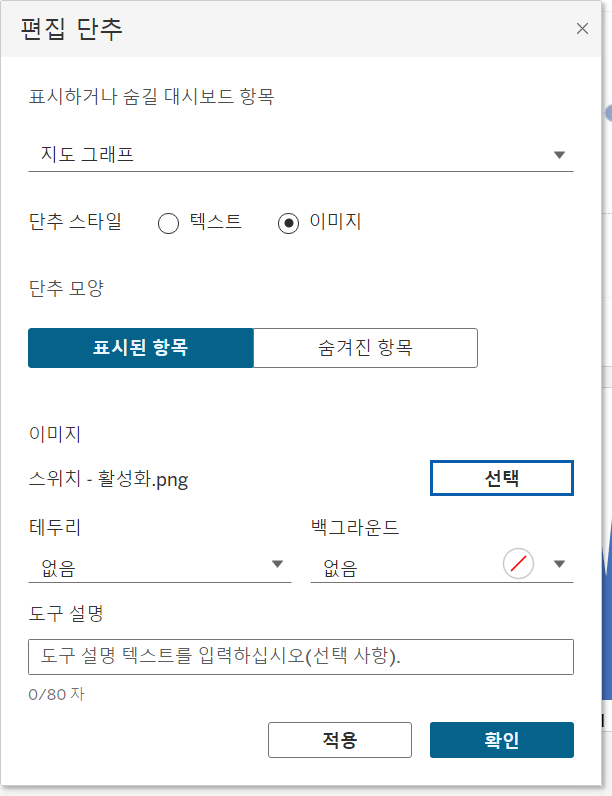 편집 단추
표시하거나 숨길 대시보드 항목
지도 그래프
단추 스타일 텍스트 이미지
단추 모양
표시된 항목 숨겨진 항목
이미지
스위치 - 활성화.png 선택
테두리 백그라운드
없음 없음
도구 설명
도구 설명 텍스트를 입력하십시오(선택 사항).
0/80 자
적용 확인